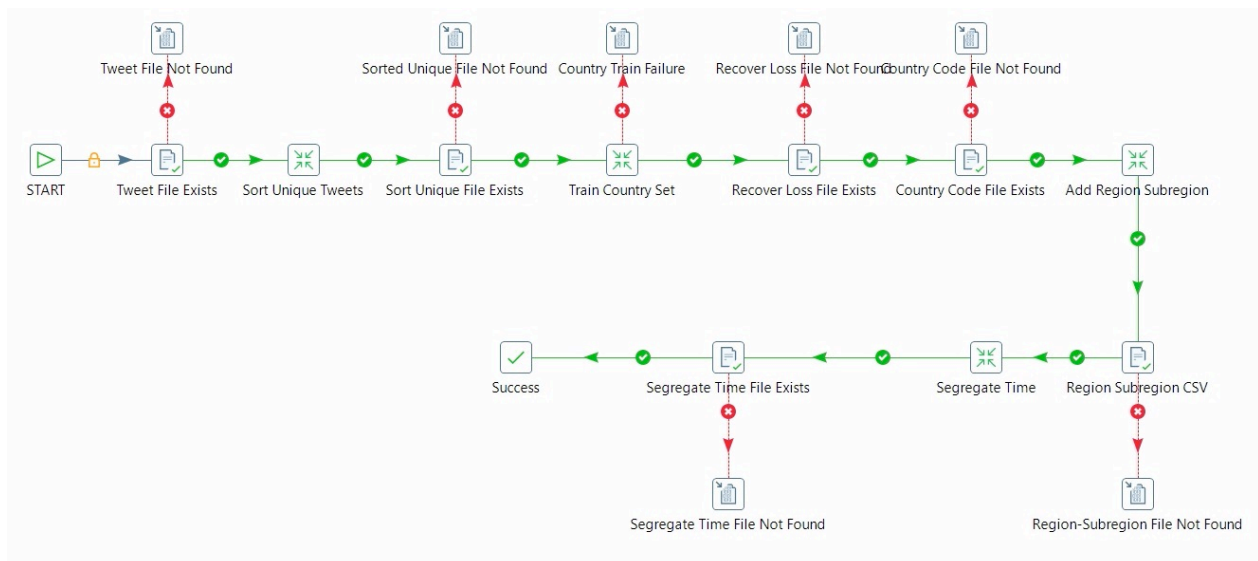 Tweet File Not Found
Sorted Unique File Not Found
Country Train Failure
Recover Loss File Not Found
Country Code File Not Found
START
Tweet File Exists
Sort Unique Tweets
Sort Unique File Exists
Train Country Set
Recover Loss File Exists
Country Code File Exists
Add Region Subregion
Success
Segregate Time File Exists
Segregate Time
Region Subregion CSV
Segregate Time File Not Found
Region-Subregion File Not Found